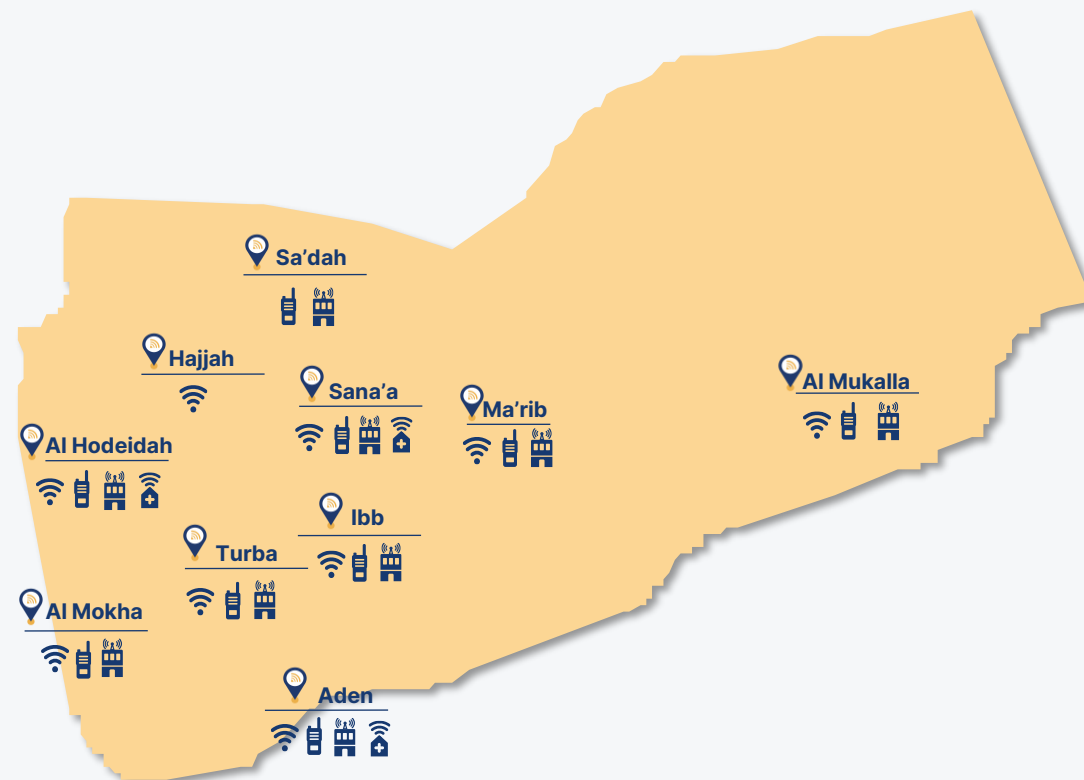 Sa’dah
Hajjah
Sana’a
Ma’rib
Al Mukalla
Al Hodeidah
Ibb
Turba
Al Mokha
Aden